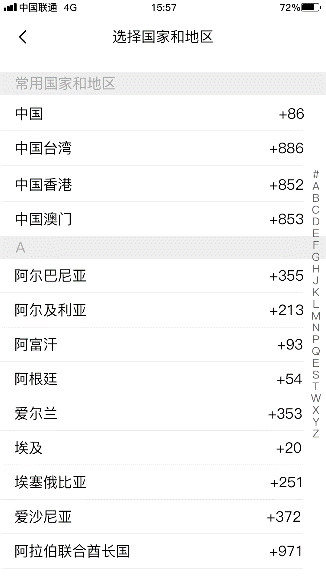 中国联通 4G 15:57 72%
选择国家和地区
常用国家和地区
中国 +86
中国台湾 +886
中国香港 +852
中国澳门 +853
A
阿尔巴尼亚 +355
阿尔及利亚 +213
阿富汗 +93
阿根廷 +54
爱尔兰 +353
埃及 +20
埃塞俄比亚 +251
爱沙尼亚 +372
阿拉伯联合酋长国 +971
#
A
B
C
D
E
F
G
H
J
K
L
M
N
P
Q
E
S
T
W
X
Y
Z